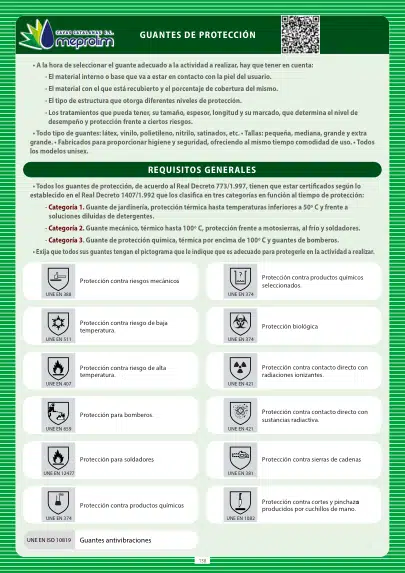 CAPAS CATALANAS S.L.
meprolim
GUANTES DE PROTECCIÓN
• A la hora de seleccionar el guante adecuado a la actividad a realizar, hay que tener en cuenta:
- El material interno o base que va a estar en contacto con la piel del usuario.
- El material con el que está recubierto y el porcentaje de cobertura del mismo.
- El tipo de estructura que otorga diferentes niveles de protección.
- Los tratamientos que pueda tener, su tamaño, espesor, longitud y su marcado, que determina el nivel de
desempeño y protección frente a ciertos riesgos.
• Todo tipo de guantes: látex, vinilo, polietileno, nitrilo, satinados, etc. • Tallas: pequeña, mediana, grande y extra
grande. • Fabricados para proporcionar higiene y seguridad, ofreciendo al mismo tiempo comodidad de uso. • Todos
los modelos unisex.
REQUISITOS GENERALES
• Todos los guantes de protección, de acuerdo al Real Decreto 773/1.997, tienen que estar certificados según lo
establecido en el Real Decreto 1407/1.992 que los clasifica en tres categorías en función al tiempo de protección:
- Categoría 1. Guante de jardinería, protección térmica hasta temperaturas inferiores a 50º C y frente a
soluciones diluidas de detergentes.
- Categoría 2. Guante mecánico, térmico hasta 100º C, protección frente a motosierras, al frío y soldadores.
- Categoría 3. Guante de protección química, térmica por encima de 100º C y guantes de bomberos.
• Exija que todos sus guantes tengan el pictograma que le indique que es adecuado para protegerle en la actividad a realizar.
UNE EN 388
Protección contra riesgos mecánicos
UNE EN 374
Protección contra productos químicos
seleccionados.
UNE EN 511
Protección contra riesgo de baja
temperatura.
UNE EN 374
Protección biológica
UNE EN 407
Protección contra riesgo de alta
temperatura.
UNE EN 421
Protección contra contacto directo con
radiaciones ionizantes.
UNE EN 659
Protección para bomberos.
UNE EN 421
Protección contra contacto directo con
sustancias radiactiva.
UNE EN 12477
Protección para soldadores
UNE EN 381
Protección contra sierras de cadenas
UNE EN 374
Protección contra productos químicos
UNE EN 1082
Protección contra cortes y pinchazos
producidos por cuchillos de mano.
UNE EN ISO 10819
Guantes antivibraciones